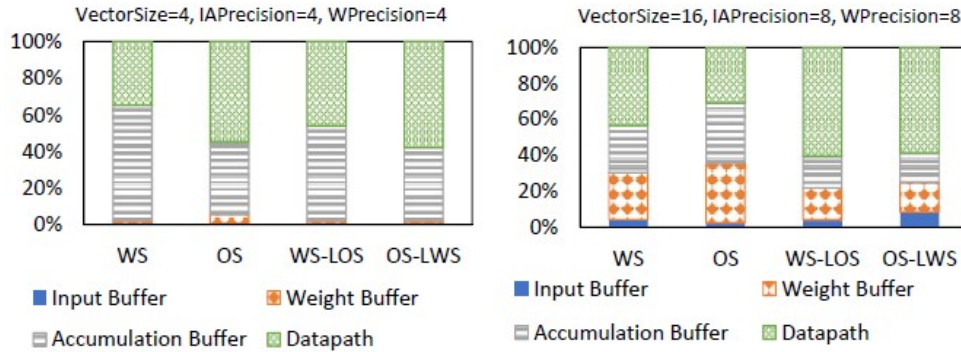 VectorSize=4, IAPrecision=4, WPrecision=4
100%
80%
60%
40%
20%
0%
WS OS WS-LOS OS-LWS
Input Buffer Weight Buffer
Accumulation Buffer Datapath
VectorSize=16, IAPrecision=8, WPrecision=8
100%
80%
60%
40%
20%
0%
WS OS WS-LOS OS-LWS
Input Buffer Weight Buffer
Accumulation Buffer Datapath